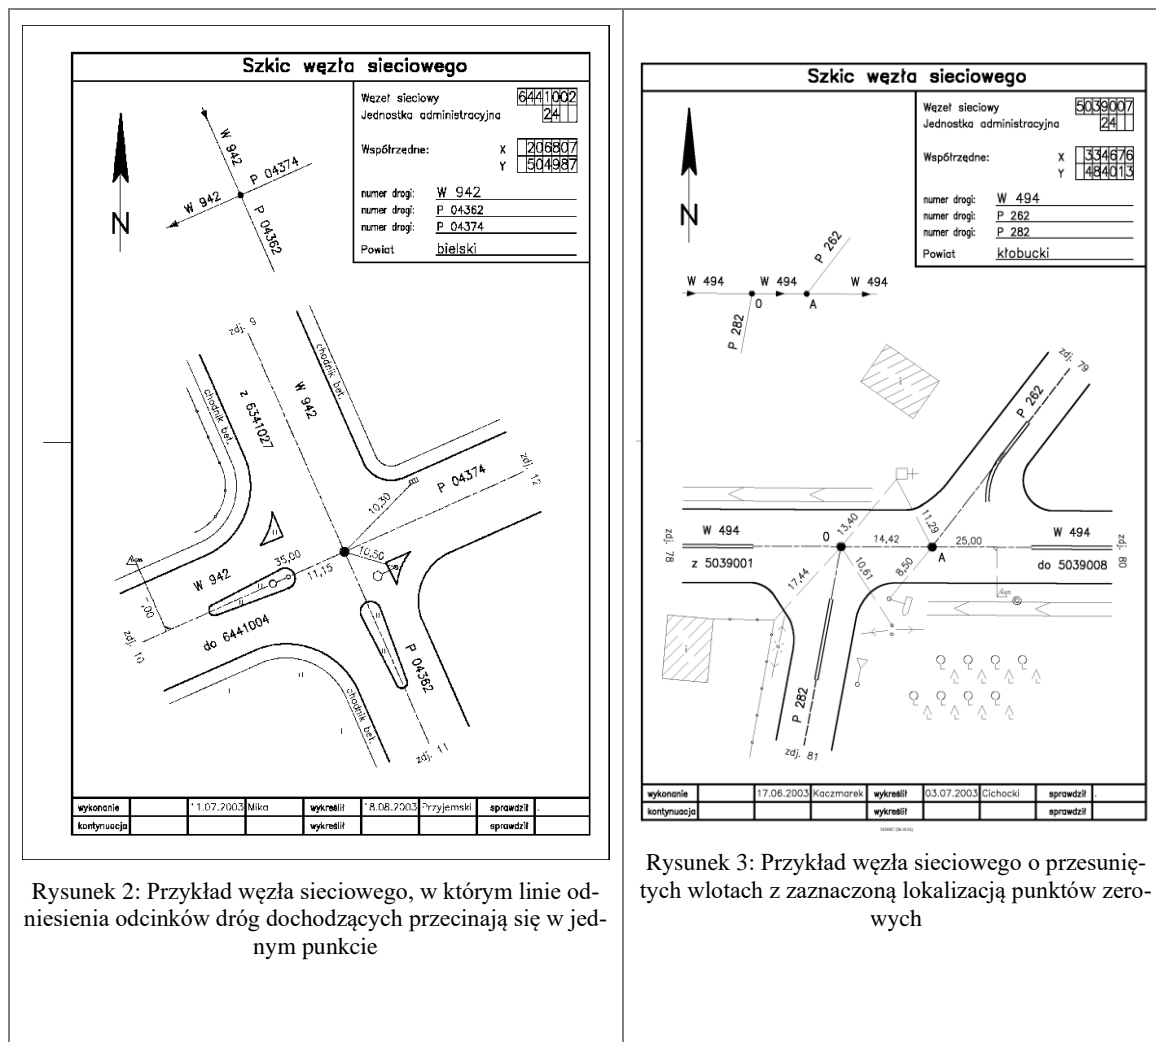 Szkic węzła sieciowego
Węzeł sieciowy 6441002
Jednostka administracyjna 24
Współrzędne: X 206807
Y 504987
numer drogi: W 942
numer drogi: P 04362
numer drogi: P 04374
Powiat bielski
W 942
P 04374
W 942
P 04362
N
zdj. 9
chodnik bet.
W 942
chodnik bet.
z 6341027
P 04374
zdj. 12
10,30
10,50
35,00
11,15
W 942
zdj. 10
do 6441004
P 04362
chodnik bet.
zdj. 11
wykonanie 11.07.2003 Mika wykreślił 18.08.2003 Przyjemski sprawdził
kontynuacja wykreślił sprawdził
Rysunek 2: Przykład węzła sieciowego, w którym linie od-
niesienia odcinków dróg dochodzących przecinają się w jed-
nym punkcie
Szkic węzła sieciowego
Węzeł sieciowy 5039007
Jednostka administracyjna 24
Współrzędne: X 334676
Y 484013
numer drogi: W 494
numer drogi: P 262
numer drogi: P 282
Powiat kłobucki
N
P 262
W 494 W 494 W 494
0 A
P 282
zdj. 79
P 262
13,40
11,29
W 494
0
14,42
A
25,00
W 494
zdj. 78
z 5039001
17,44
10,61
8,50
do 5039008
zdj. 80
P 282
zdj. 81
wykonanie 17.06.2003 Kaczmarek wykreślił 03.07.2003 Cichocki sprawdził
kontynuacja wykreślił sprawdził
Rysunek 3: Przykład węzła sieciowego o przesunię-
tych wlotach z zaznaczoną lokalizacją punktów zero-
wych